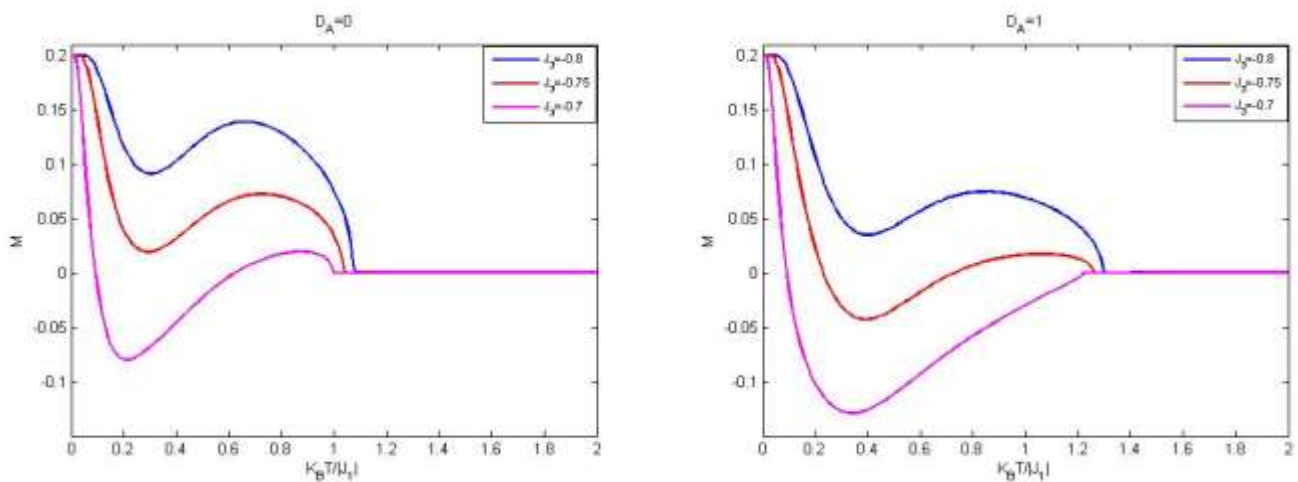 D_A=0
0.2
0.15
0.1
0.05
0
-0.05
-0.1
M
0 0.2 0.4 0.6 0.8 1 1.2 1.4 1.6 1.8 2
K_BT/|J_1|
J_3=-0.8
J_3=-0.75
J_3=-0.7
D_A=1
0.2
0.15
0.1
0.05
0
-0.05
-0.1
M
0 0.2 0.4 0.6 0.8 1 1.2 1.4 1.6 1.8 2
K_BT/|J_1|
J_3=-0.8
J_3=-0.75
J_3=-0.7